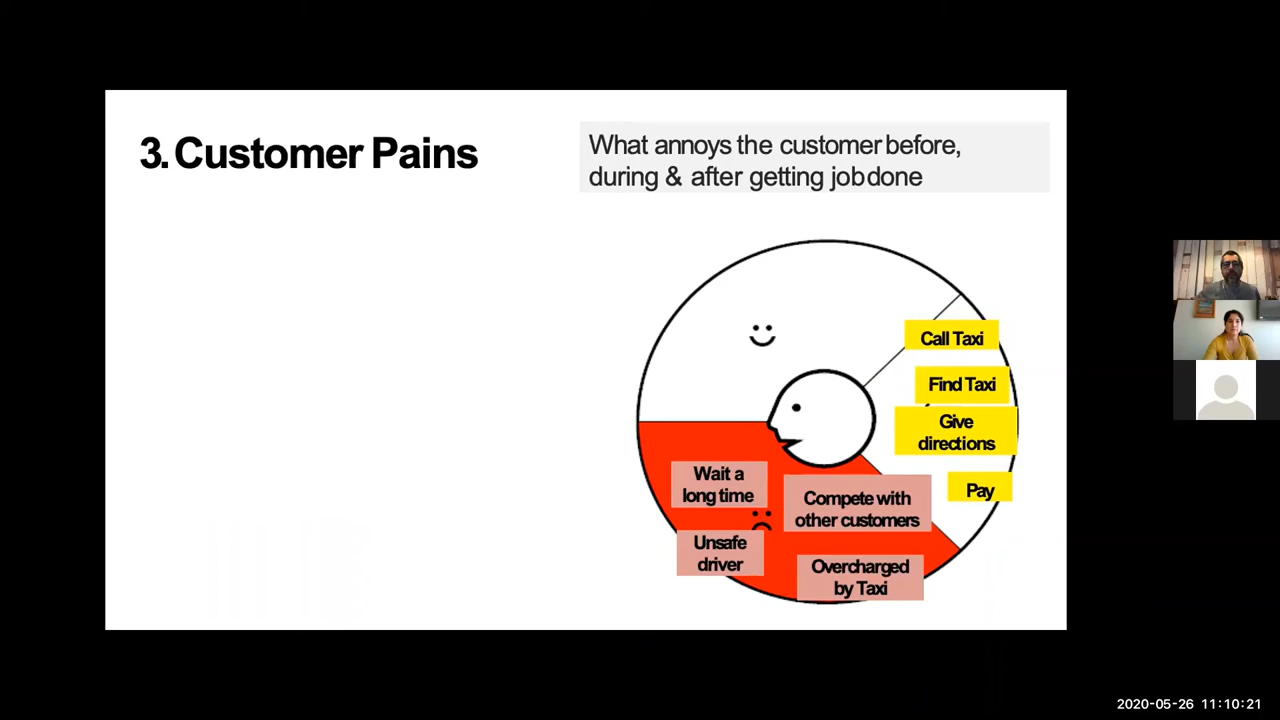 3. Customer Pains
What annoys the customer before,
during & after getting job done
Call Taxi
Find Taxi
Give
directions
Pay
Wait a
long time
Compete with
other customers
Unsafe
driver
Overcharged
by Taxi
2020-05-26 11:10:21